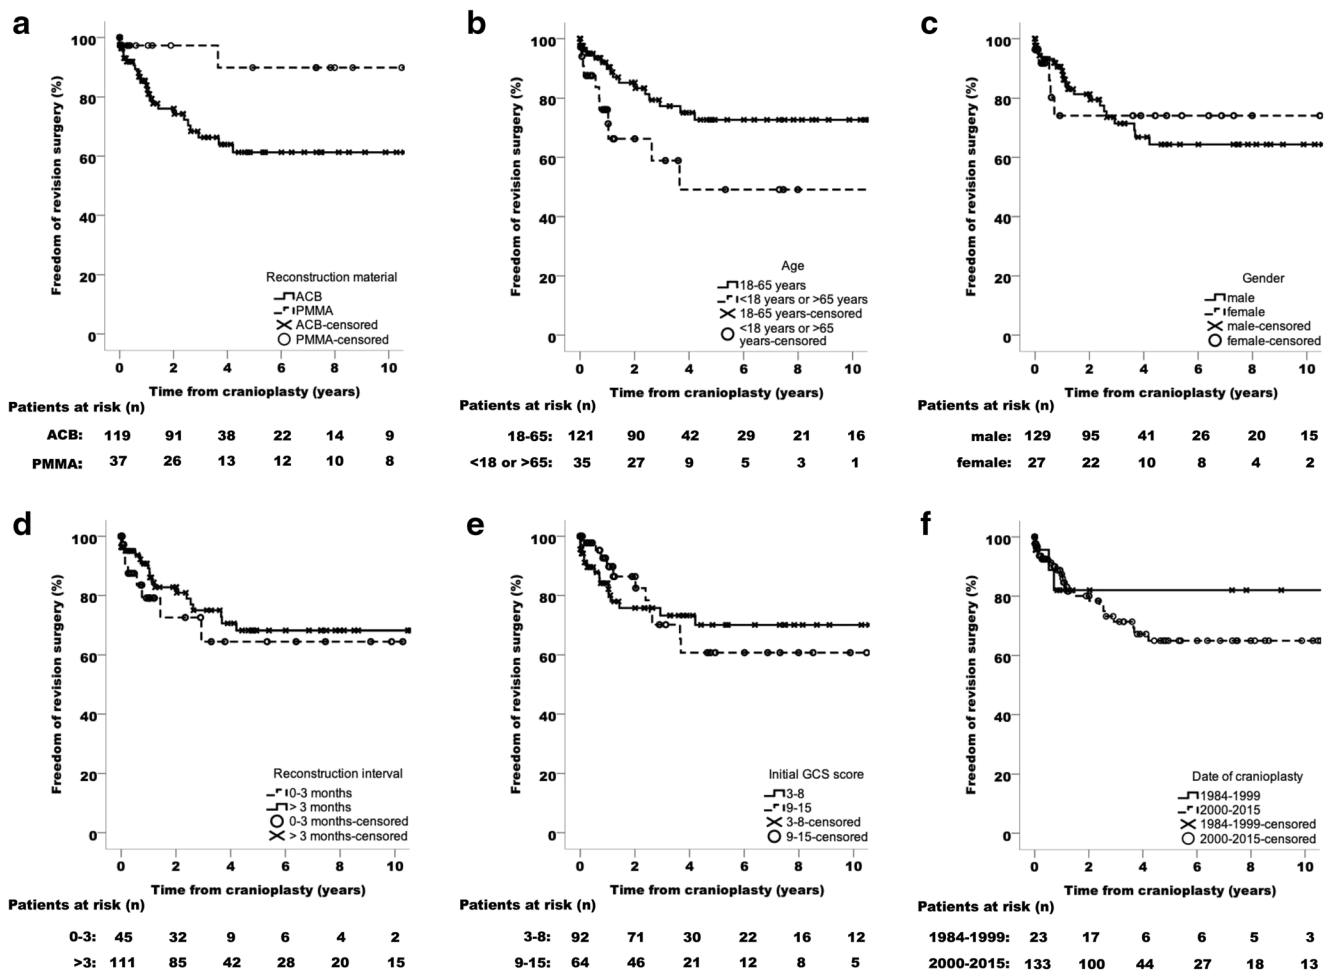 a
Freedom of revision surgery (%)
100
80
60
40
20
0
Reconstruction material
ACB
PMMA
ACB-censored
PMMA-censored
0 2 4 6 8 10
Time from cranioplasty (years)
Patients at risk (n)
ACB: 119 91 38 22 14 9
PMMA: 37 26 13 12 10 8
b
Freedom of revision surgery (%)
100
80
60
40
20
0
Age
18-65 years
<18 years or >65 years
18-65 years-censored
<18 years or >65
years-censored
0 2 4 6 8 10
Time from cranioplasty (years)
Patients at risk (n)
18-65: 121 90 42 29 21 16
<18 or >65: 35 27 9 5 3 1
c
Freedom of revision surgery (%)
100
80
60
40
20
0
Gender
male
female
male-censored
female-censored
0 2 4 6 8 10
Time from cranioplasty (years)
Patients at risk (n)
male: 129 95 41 26 20 15
female: 27 22 10 8 4 2
d
Freedom of revision surgery (%)
100
80
60
40
20
0
Reconstruction interval
0-3 months
> 3 months
0-3 months-censored
> 3 months-censored
0 2 4 6 8 10
Time from cranioplasty (years)
Patients at risk (n)
0-3: 45 32 9 6 4 2
>3: 111 85 42 28 20 15
e
Freedom of revision surgery (%)
100
80
60
40
20
0
Initial GCS score
3-8
9-15
3-8-censored
9-15-censored
0 2 4 6 8 10
Time from cranioplasty (years)
Patients at risk (n)
3-8: 92 71 30 22 16 12
9-15: 64 46 21 12 8 5
f
Freedom of revision surgery (%)
100
80
60
40
20
0
Date of cranioplasty
1984-1999
2000-2015
1984-1999-censored
2000-2015-censored
0 2 4 6 8 10
Time from cranioplasty (years)
Patients at risk (n)
1984-1999: 23 17 6 6 5 3
2000-2015: 133 100 44 27 18 13